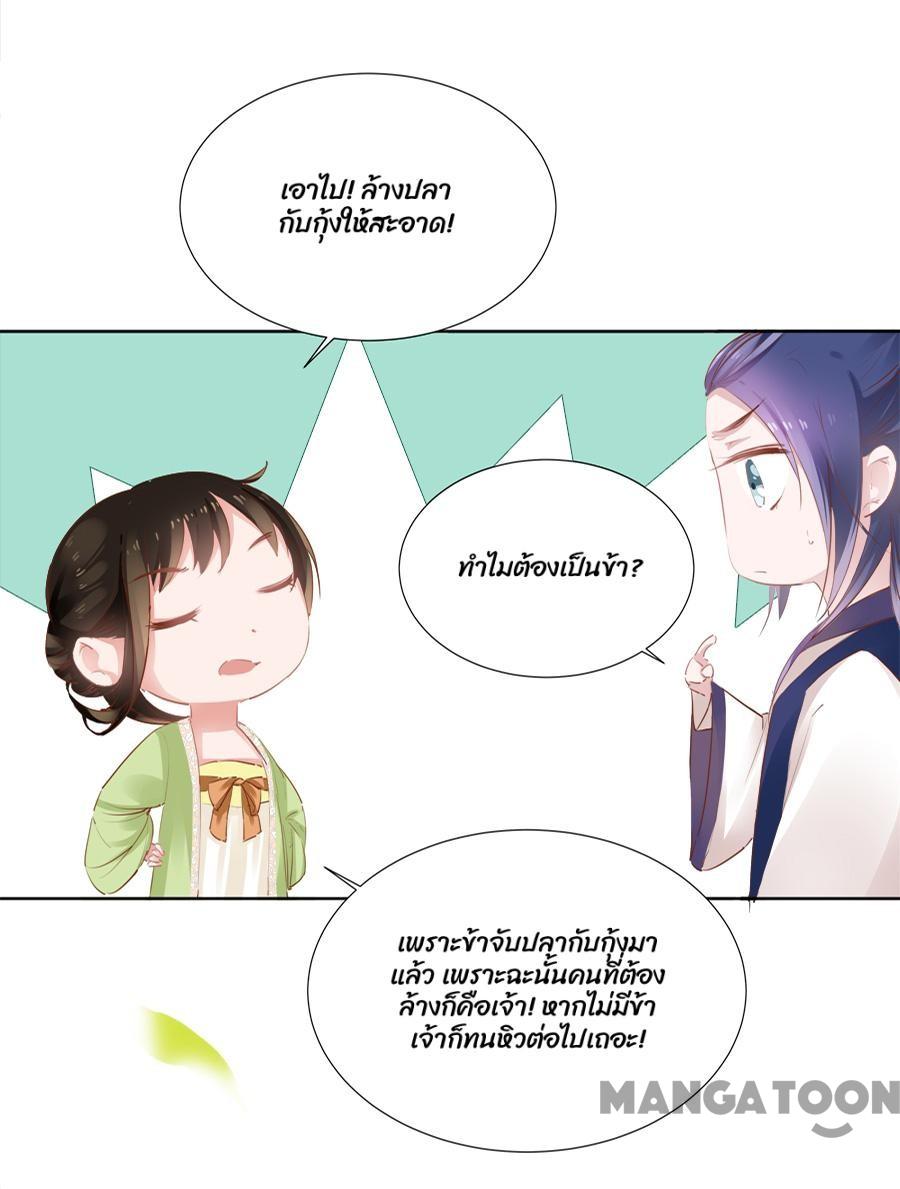 เอาไป! ล้างปลา
กับกุ้งให้สะอาด!
ทำไมต้องเป็นข้า?
เพราะข้าจับปลากับกุ้งมา
แล้ว เพราะฉะนั้นคนที่ต้อง
ล้างก็คือเจ้า! หากไม่มีข้า
เจ้าก็ทนหิวต่อไปเถอะ!
MANGATOON